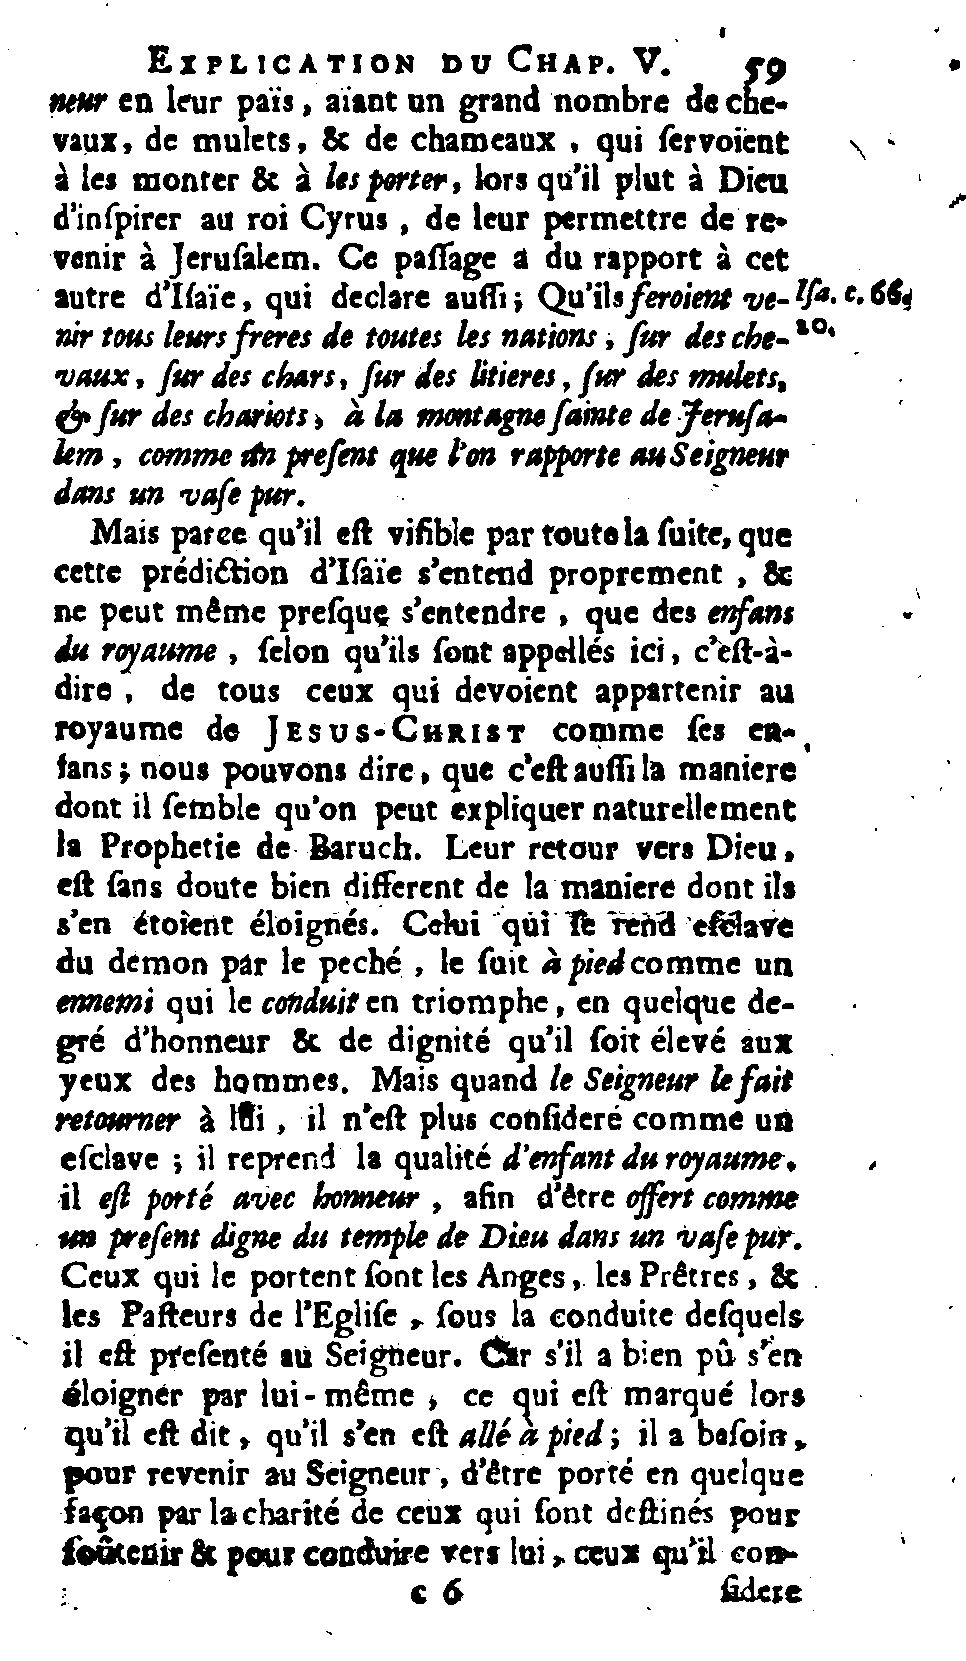 EXPLICATION DU CHAP. V. 59
neur en leur païs, aïant un grand nombre de che-
vaux, de mulets, & de chameaux, qui ſervoient
à les monter & à les porter, lors qu'il plut à Dieu
d'inſpirer au roi Cyrus, de leur permettre de re-
venir à Jeruſalem. Ce paſſage a du rapport à cet
autre d'Iſaïe, qui declare auſſi; Qu'ils feroient ve- Iſa. c. 66.
nir tous leurs freres de toutes les nations, ſur des che- 20.
vaux, ſur des chars, ſur des litieres, ſur des mulets,
& ſur des chariots, à la montagne ſainte de Jeruſa-
lem, comme un preſent que l'on rapporte au Seigneur
dans un vaſe pur.
Mais parce qu'il eſt viſible par toute la ſuite, que
cette prédiction d'Iſaïe s'entend proprement, &
ne peut même preſque s'entendre, que des enfans
du royaume, ſelon qu'ils ſont appellés ici, c'eſt-à-
dire, de tous ceux qui devoient appartenir au
royaume de JESUS-CHRIST comme ſes en-
fans; nous pouvons dire, que c'eſt auſſi la maniere
dont il ſemble qu'on peut expliquer naturellement
la Prophetie de Baruch. Leur retour vers Dieu,
eſt ſans doute bien different de la maniere dont ils
s'en étoient éloignés. Celui qui ſe rend eſclave
du demon par le peché, le ſuit à pied comme un
ennemi qui le conduit en triomphe, en quelque de-
gré d'honneur & de dignité qu'il ſoit élevé aux
yeux des hommes. Mais quand le Seigneur le fait
retourner à lui, il n'eſt plus conſideré comme un
eſclave; il reprend la qualité d'enfant du royaume.
il eſt porté avec honneur, afin d'être offert comme
un preſent digne du temple de Dieu dans un vaſe pur.
Ceux qui le portent ſont les Anges, les Prêtres, &
les Paſteurs de l'Egliſe, ſous la conduite deſquels
il eſt preſenté au Seigneur. Car s'il a bien pû s'en
éloigner par lui-même, ce qui eſt marqué lors
qu'il eſt dit, qu'il s'en eſt allé à pied; il a beſoin,
pour revenir au Seigneur, d'être porté en quelque
façon par la charité de ceux qui ſont deſtinés pour
ſoûtenir & pour conduire vers lui, ceux qu'il con-
c 6 ſidere